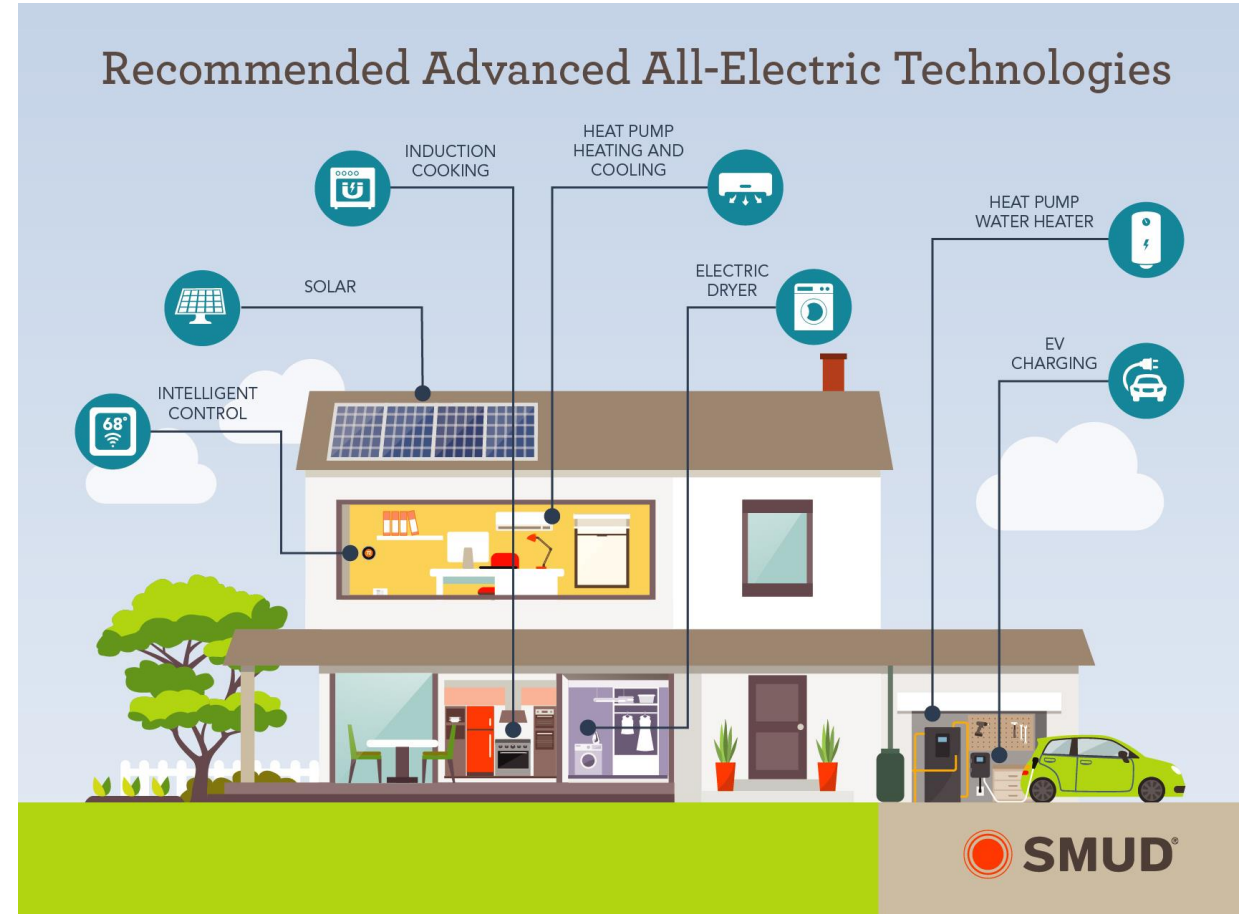 Recommended Advanced All-Electric Technologies
INDUCTION
COOKING
HEAT PUMP
HEATING AND
COOLING
HEAT PUMP
WATER HEATER
SOLAR
ELECTRIC
DRYER
EV
CHARGING
INTELLIGENT
CONTROL
68°
SMUD®